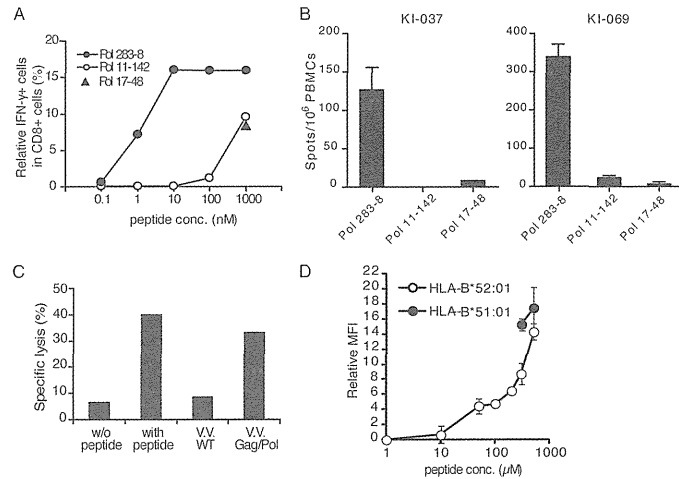 A
Relative IFN-γ+ cells
in CD8+ cells (%)
20
15
10
5
0
Pol 283-8
Pol 11-142
Pol 17-48
0.1 1 10 100 1000
peptide conc. (nM)
B
KI-037
Spots/10⁶ PBMCs
200
150
100
50
0
Pol 283-8
Pol 11-142
Pol 17-48
KI-069
400
300
200
100
0
Pol 283-8
Pol 11-142
Pol 17-48
C
Specific lysis (%)
50
40
30
20
10
0
w/o peptide
with peptide
V.V. WT
V.V. Gag/Pol
D
Relative MFI
22
20
18
16
14
12
10
8
6
4
2
0
HLA-B*52:01
HLA-B*51:01
1 10 100 1000
peptide conc. (µM)